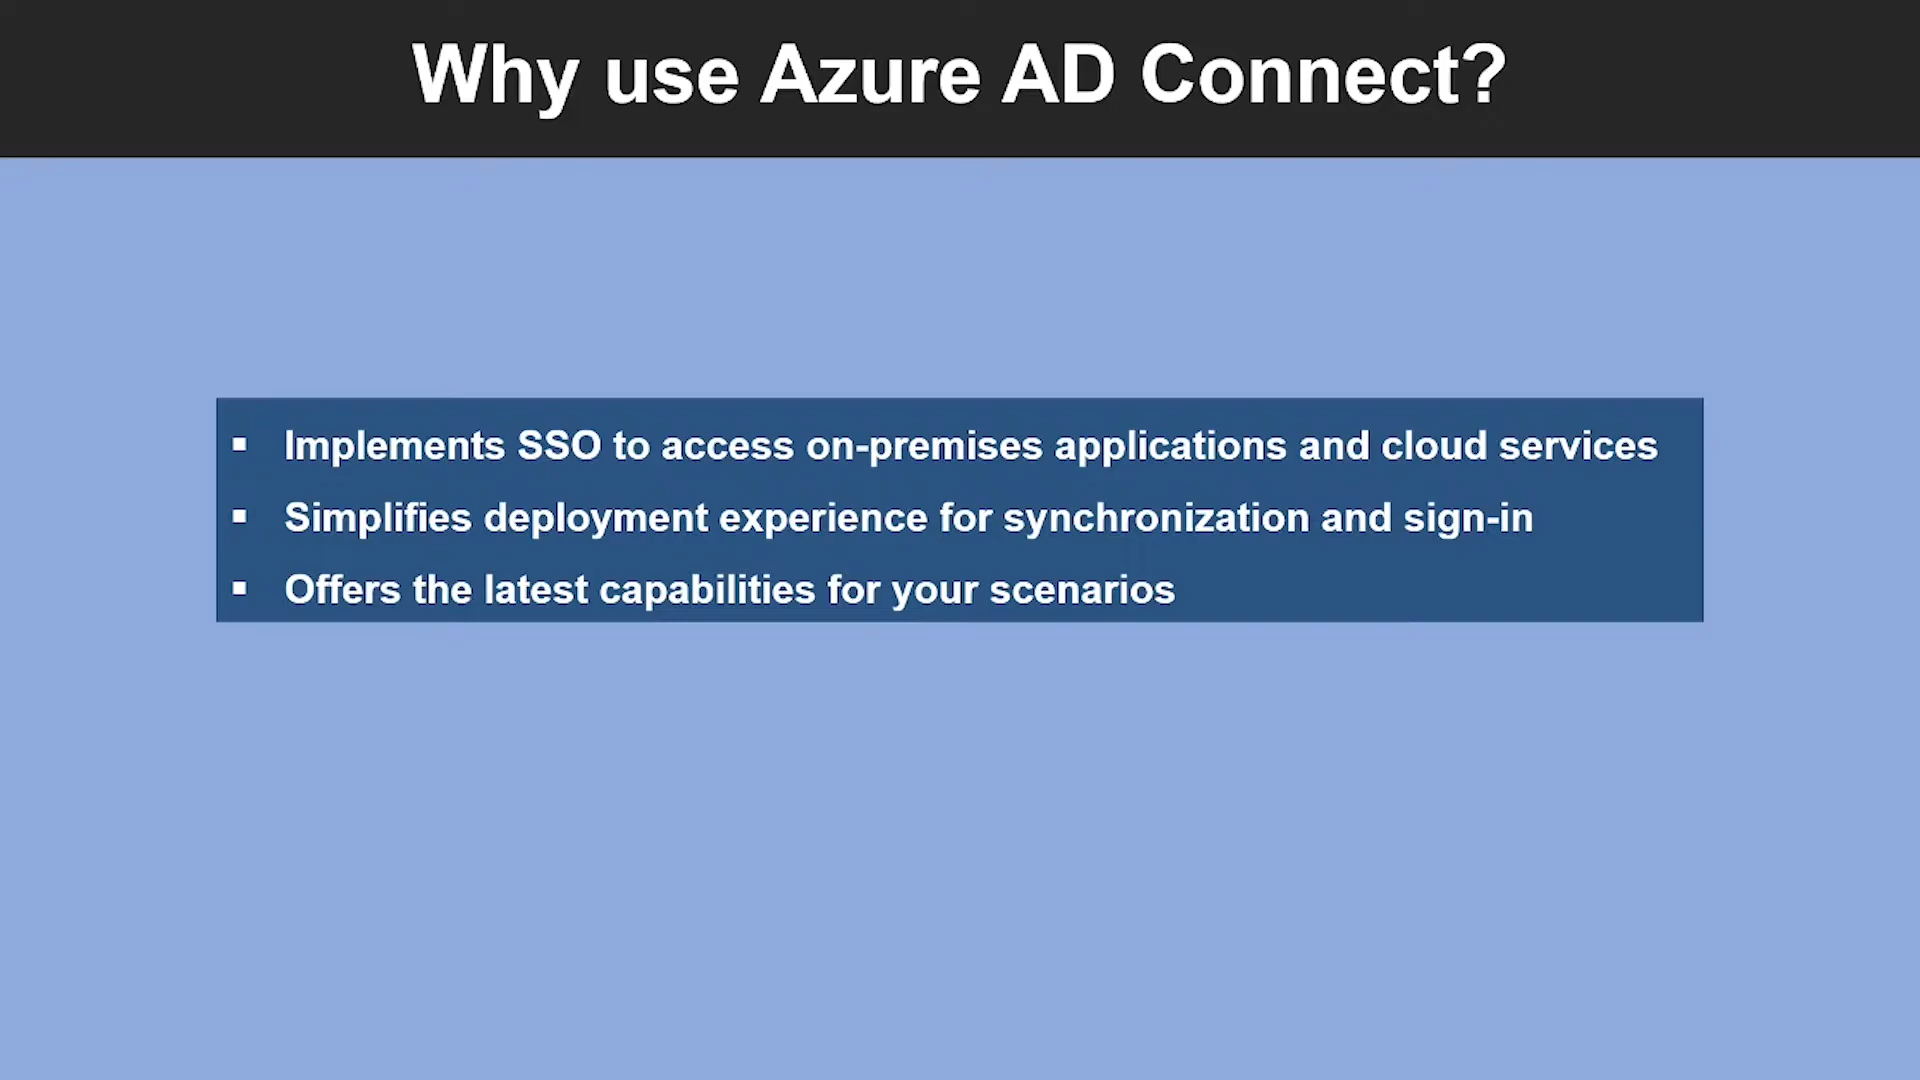 Why use Azure AD Connect?
▪ Implements SSO to access on-premises applications and cloud services
▪ Simplifies deployment experience for synchronization and sign-in
▪ Offers the latest capabilities for your scenarios